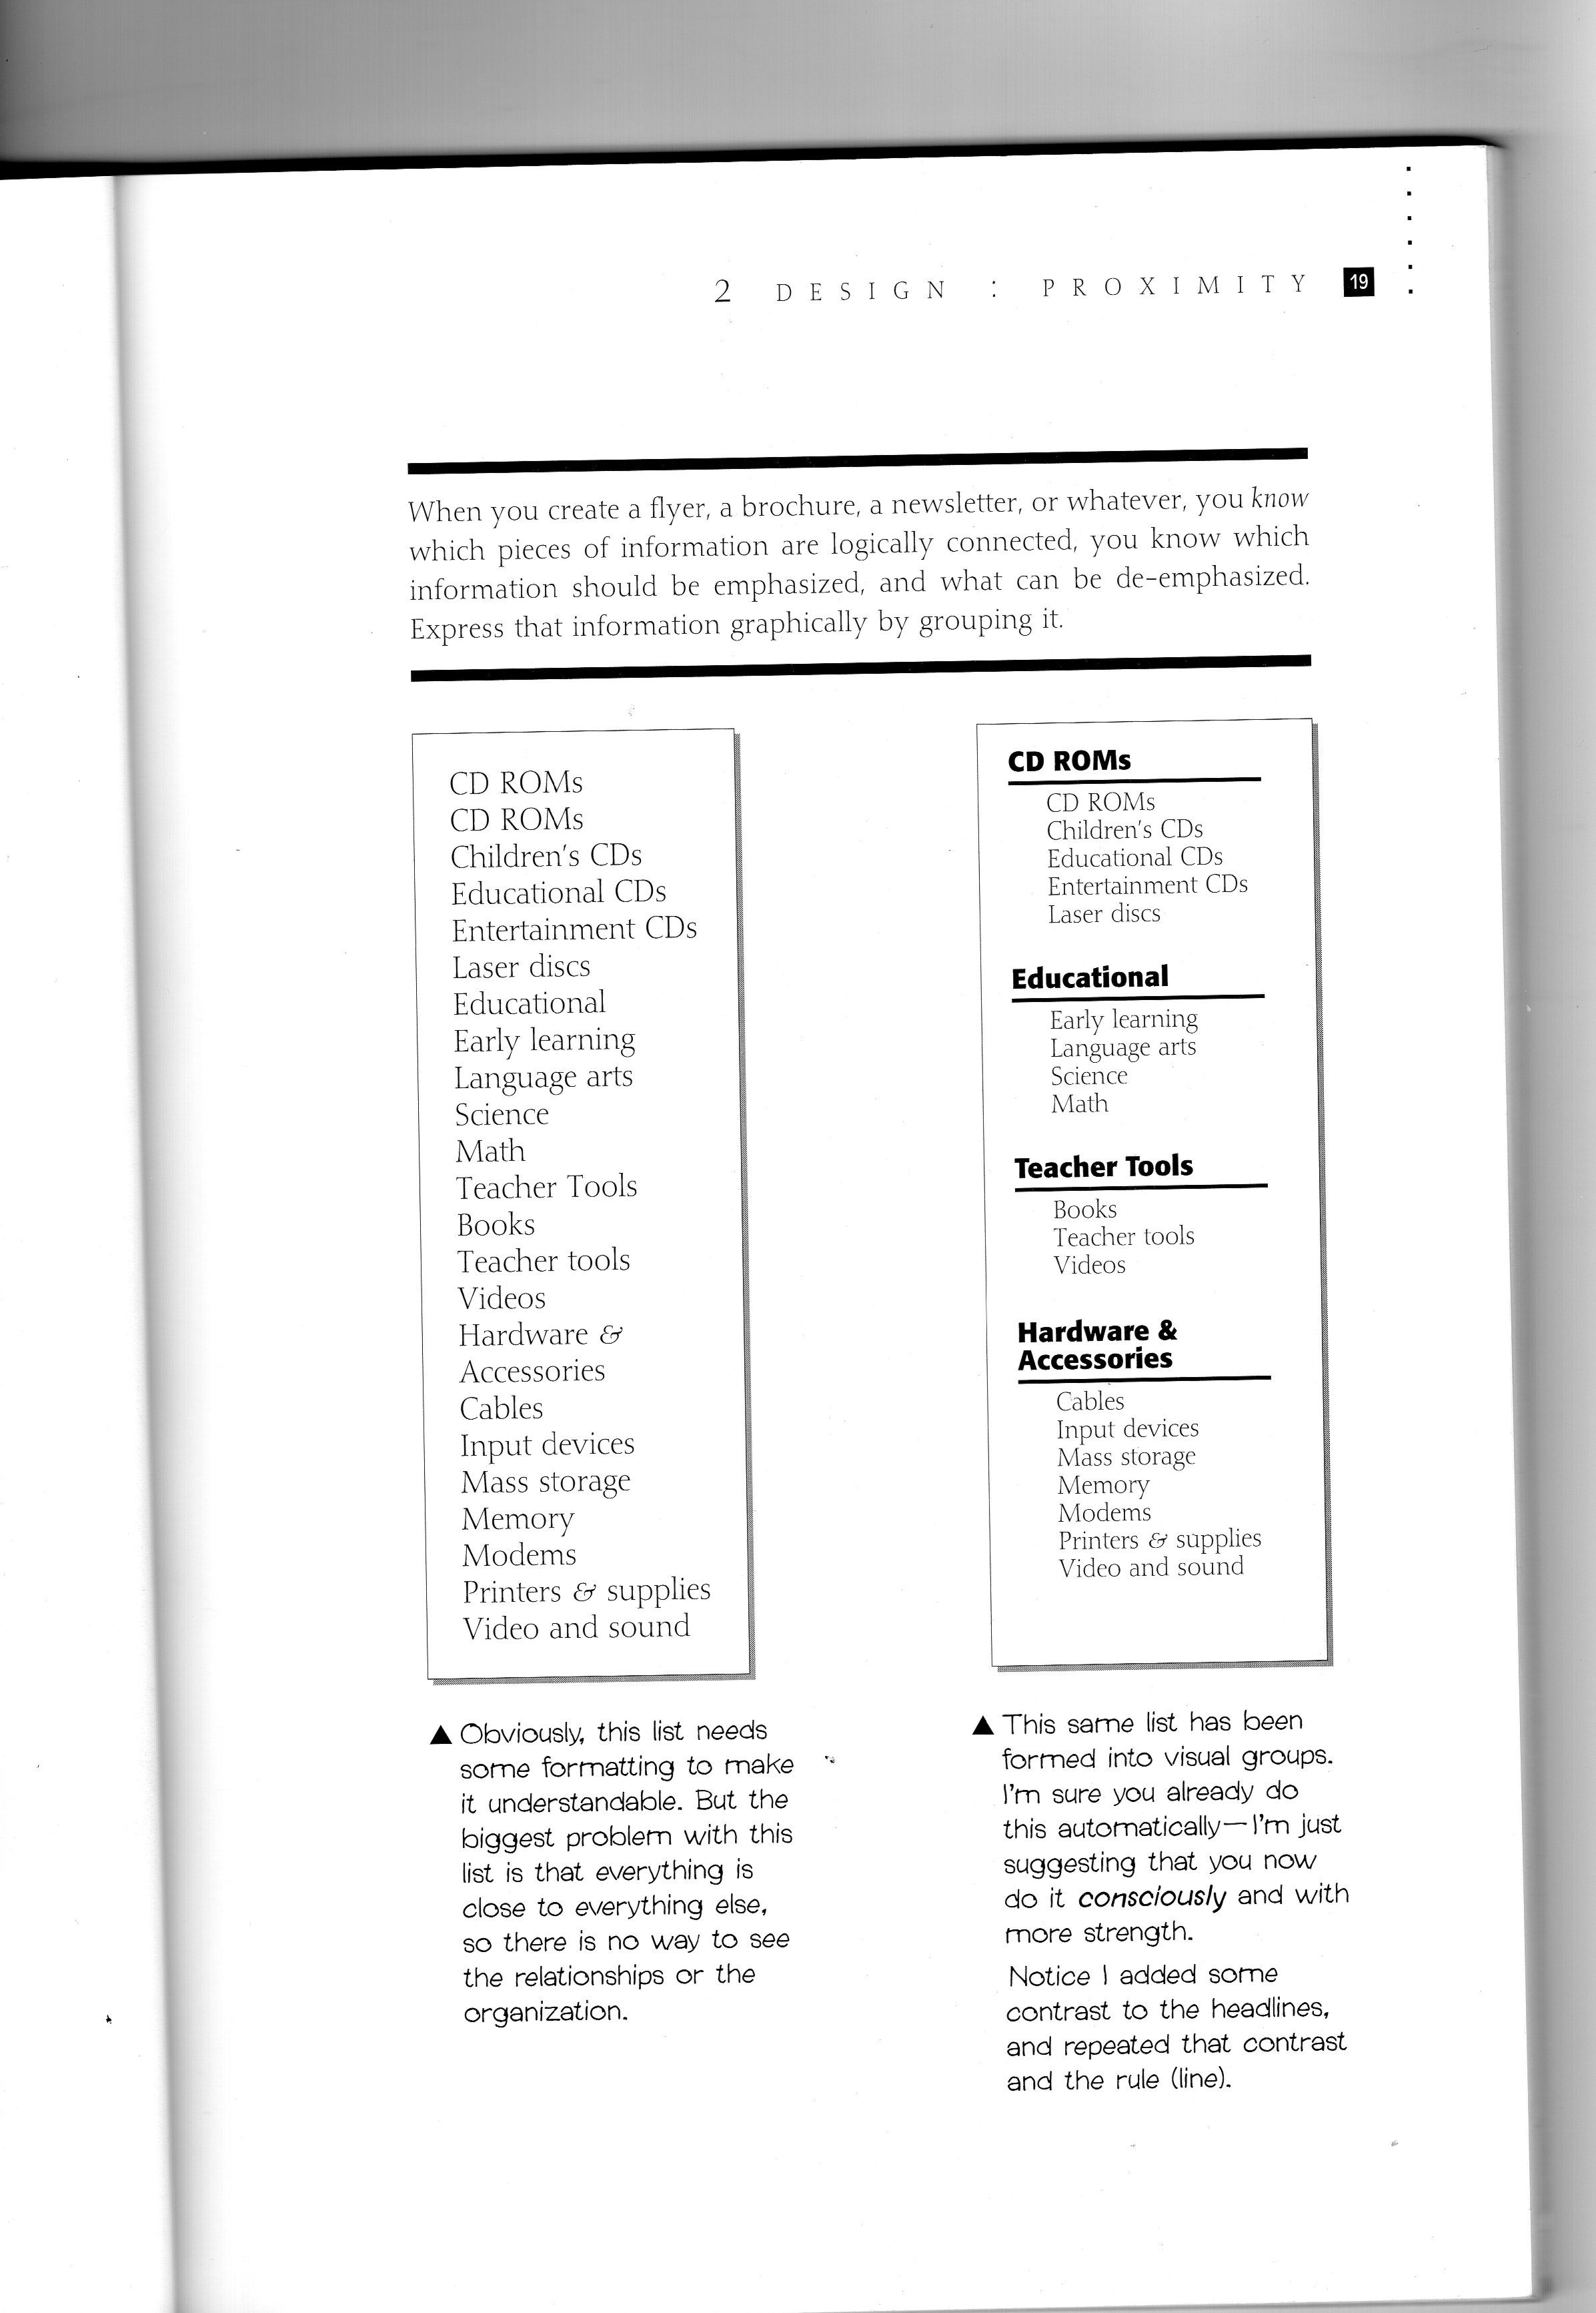 2 DESIGN : PROXIMITY 19
When you create a flyer, a brochure, a newsletter, or whatever, you know
which pieces of information are logically connected, you know which
information should be emphasized, and what can be de-emphasized.
Express that information graphically by grouping it.
CD ROMs
CD ROMs
Children's CDs
Educational CDs
Entertainment CDs
Laser discs
Educational
Early learning
Language arts
Science
Math
Teacher Tools
Books
Teacher tools
Videos
Hardware &
Accessories
Cables
Input devices
Mass storage
Memory
Modems
Printers & supplies
Video and sound
▲ Obviously, this list needs
some formatting to make
it understandable. But the
biggest problem with this
list is that everything is
close to everything else,
so there is no way to see
the relationships or the
organization.
CD ROMs
CD ROMs
Children's CDs
Educational CDs
Entertainment CDs
Laser discs
Educational
Early learning
Language arts
Science
Math
Teacher Tools
Books
Teacher tools
Videos
Hardware &
Accessories
Cables
Input devices
Mass storage
Memory
Modems
Printers & supplies
Video and sound
▲ This same list has been
formed into visual groups.
I'm sure you already do
this automatically—I'm just
suggesting that you now
do it consciously and with
more strength.
Notice I added some
contrast to the headlines,
and repeated that contrast
and the rule (line).